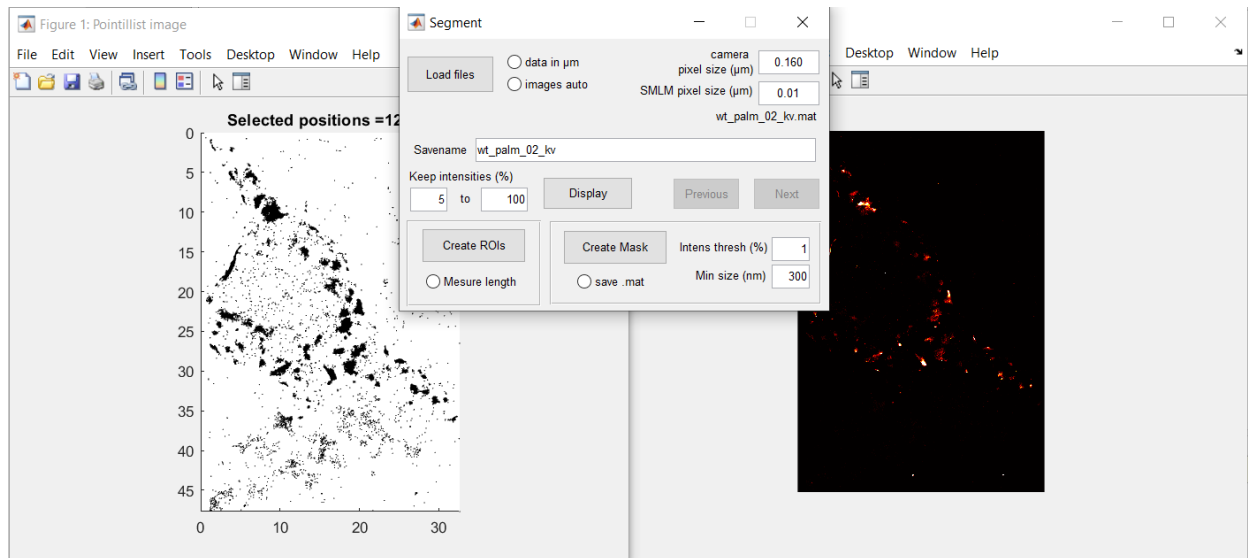 Figure 1: Pointillist image
File Edit View Insert Tools Desktop Window Help
Selected positions =12
0
5
10
15
20
25
30
35
40
45
0 10 20 30
Segment
Load files
data in µm
images auto
camera
pixel size (µm) 0.160
SMLM pixel size (µm) 0.01
wt_palm_02_kv.mat
Savename wt_palm_02_kv
Keep intensities (%)
5 to 100
Display
Previous
Next
Create ROIs
Mesure length
Create Mask
save .mat
Intens thresh (%) 1
Min size (nm) 300
Desktop Window Help